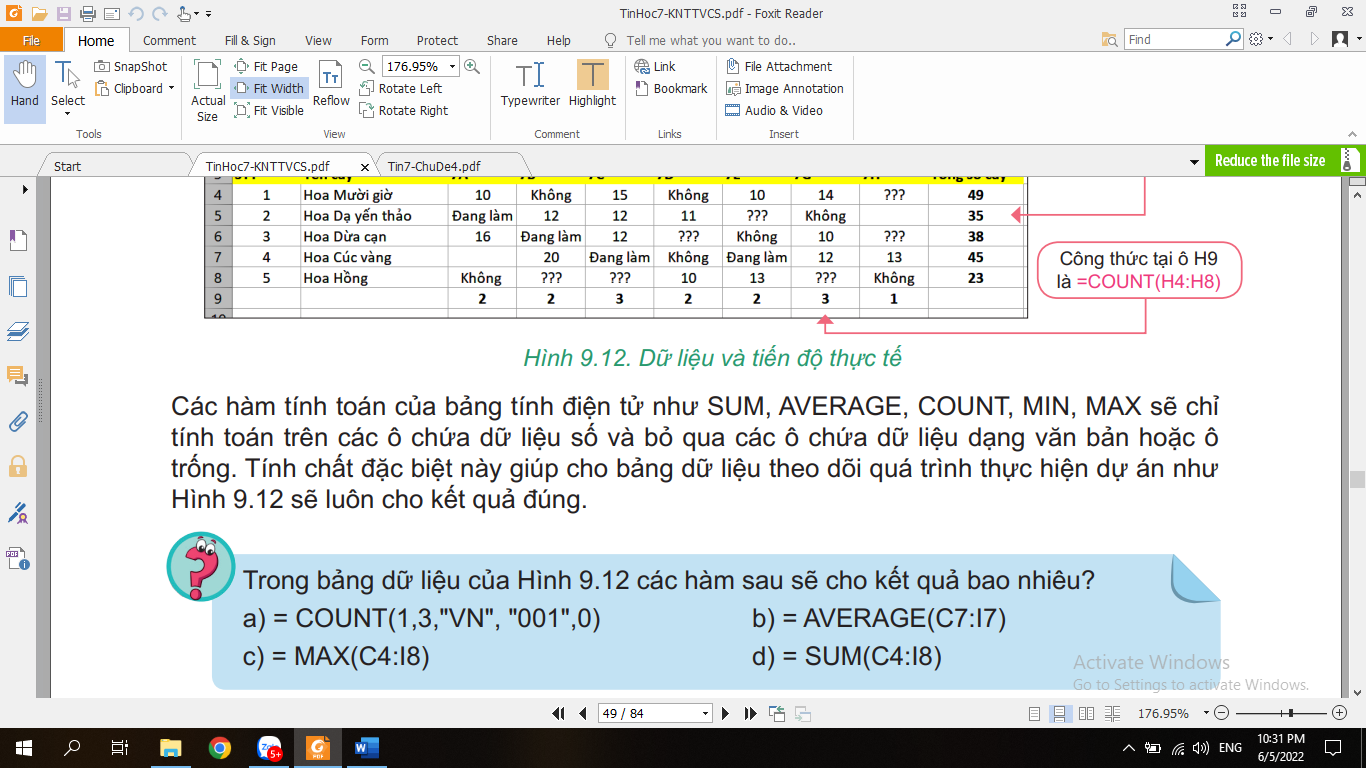 TinHoc7-KNTTVCS.pdf - Foxit Reader
File Home Comment Fill & Sign View Form Protect Share Help Tell me what you want to do.. Find
Hand
Select
SnapShot
Clipboard
Actual Size
Fit Page
Fit Width
Fit Visible
Reflow
176.95%
Rotate Left
Rotate Right
Typewriter
Highlight
Link
Bookmark
File Attachment
Image Annotation
Audio & Video
Tools View Comment Links Insert
Start TinHoc7-KNTTVCS.pdf Tin7-ChuDe4.pdf Reduce the file size
4 1 Hoa Mười giờ 10 Không 15 Không 10 14 ??? 49
5 2 Hoa Dạ yến thảo Đang làm 12 12 11 ??? Không 35
6 3 Hoa Dừa cạn 16 Đang làm 12 ??? Không 10 ??? 38
7 4 Hoa Cúc vàng 20 Đang làm Không Đang làm 12 13 45
8 5 Hoa Hồng Không ??? ??? 10 13 ??? Không 23
9 2 2 3 2 2 3 1
Công thức tại ô H9
là =COUNT(H4:H8)
Hình 9.12. Dữ liệu và tiến độ thực tế
Các hàm tính toán của bảng tính điện tử như SUM, AVERAGE, COUNT, MIN, MAX sẽ chỉ
tính toán trên các ô chứa dữ liệu số và bỏ qua các ô chứa dữ liệu dạng văn bản hoặc ô
trống. Tính chất đặc biệt này giúp cho bảng dữ liệu theo dõi quá trình thực hiện dự án như
Hình 9.12 sẽ luôn cho kết quả đúng.
Trong bảng dữ liệu của Hình 9.12 các hàm sau sẽ cho kết quả bao nhiêu?
a) = COUNT(1,3,"VN", "001",0) b) = AVERAGE(C7:I7)
c) = MAX(C4:I8) d) = SUM(C4:I8)
Activate Windows
Go to Settings to activate Windows.
49 / 84 176.95%
ENG 10:31 PM
6/5/2022